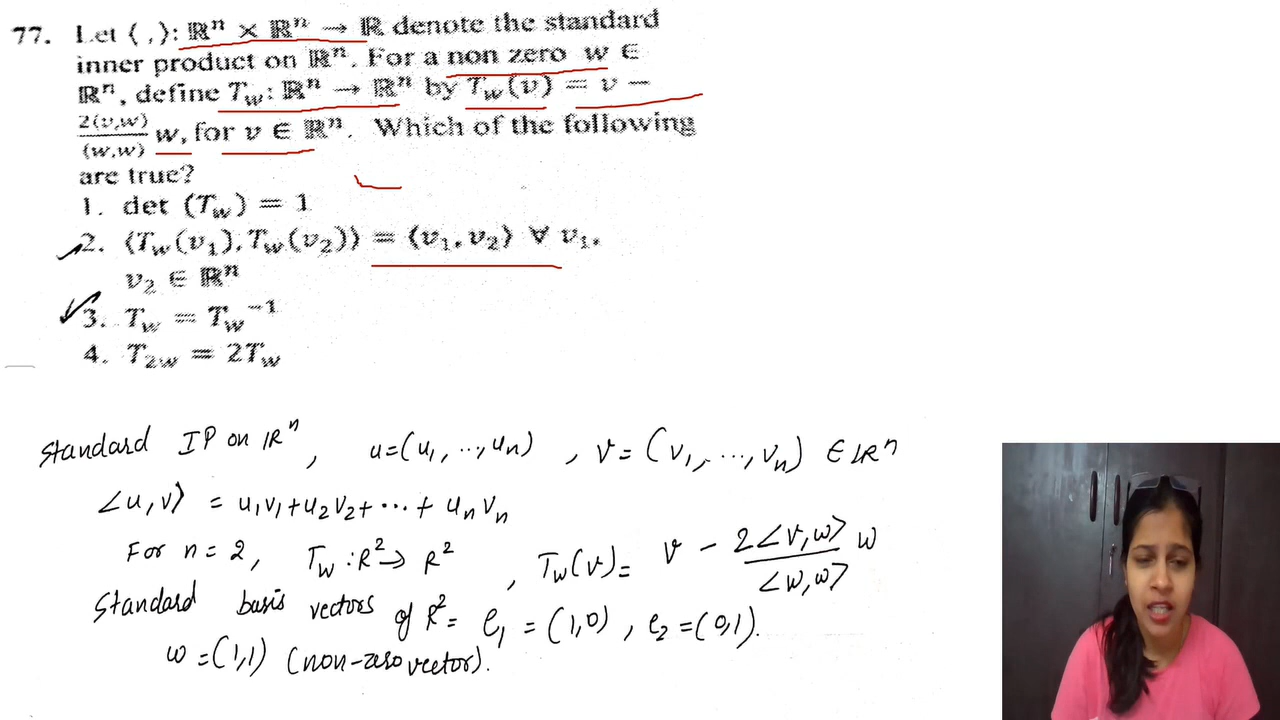 77. Let ⟨ , ⟩: ℝⁿ × ℝⁿ → ℝ denote the standard
inner product on ℝⁿ. For a non zero w ∈
ℝⁿ, define T_w: ℝⁿ → ℝⁿ by T_w(v) = v −
2⟨v,w⟩/⟨w,w⟩ w, for v ∈ ℝⁿ. Which of the following
are true?
1. det (T_w) = 1
2. ⟨T_w(v₁), T_w(v₂)⟩ = ⟨v₁, v₂⟩ ∀ v₁,
v₂ ∈ ℝⁿ
3. T_w = T_w⁻¹
4. T_2w = 2T_w
Standard IP on ℝⁿ, u=(u₁, ..., uₙ), v=(v₁, ..., vₙ) ∈ ℝⁿ
⟨u,v⟩ = u₁v₁+u₂v₂+ ... + uₙvₙ
For n=2, T_w: ℝ² → ℝ², T_w(v) = v − 2⟨v,w⟩/⟨w,w⟩ w
Standard basis vectors of ℝ² = e₁ = (1,0), e₂=(0,1).
w=(1,1) (non-zero vector).